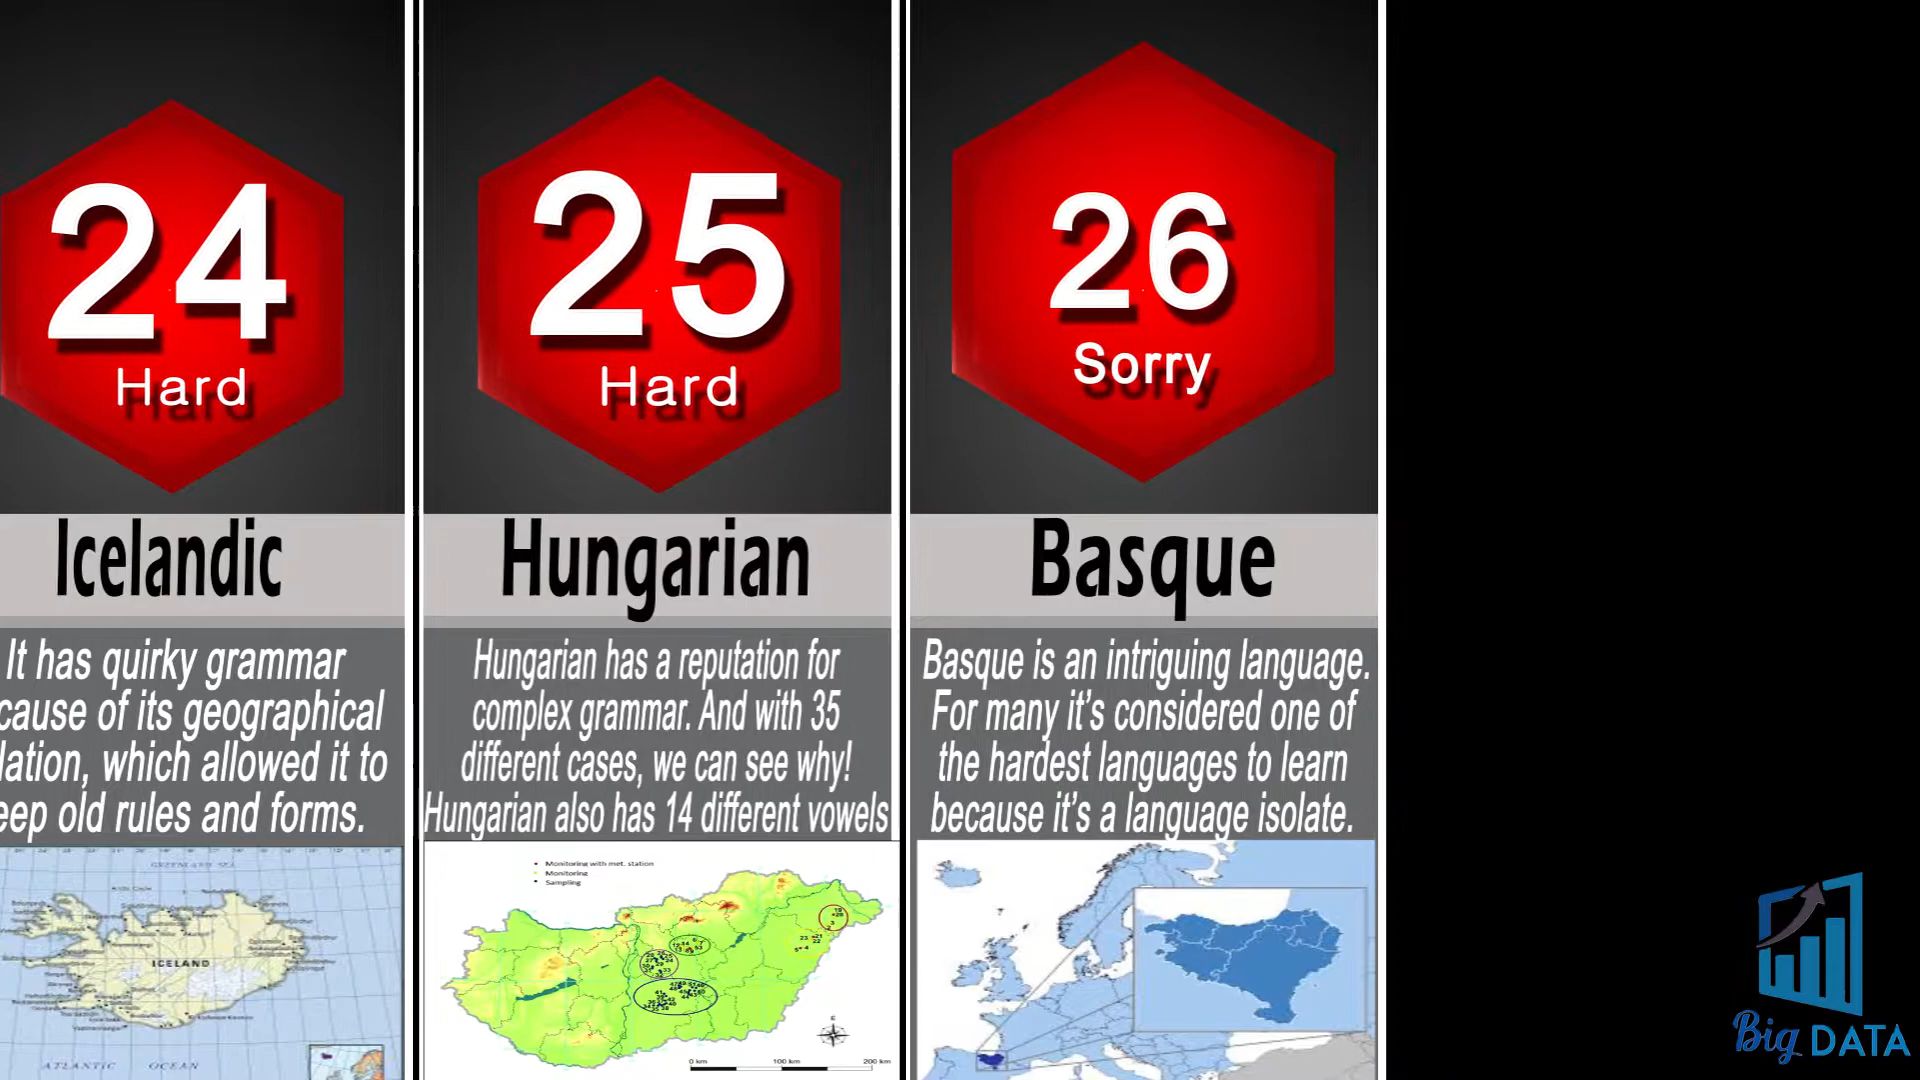 24
Hard
Icelandic
It has quirky grammar
cause of its geographical
lation, which allowed it to
eep old rules and forms.
GREENLAND SEA
ICELAND
ATLANTIC OCEAN
25
Hard
Hungarian
Hungarian has a reputation for
complex grammar. And with 35
different cases, we can see why!
Hungarian also has 14 different vowels
Monitoring with met. station
Monitoring
Sampling
0 km 100 km 200 km
26
Sorry
Basque
Basque is an intriguing language.
For many it’s considered one of
the hardest languages to learn
because it’s a language isolate.
Big DATA